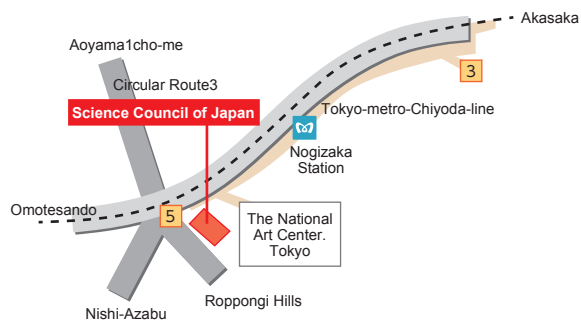 Akasaka
Aoyama1cho-me
3
Circular Route3
Science Council of Japan
Tokyo-metro-Chiyoda-line
Nogizaka
Station
Omotesando
5
The National
Art Center.
Tokyo
Roppongi Hills
Nishi-Azabu